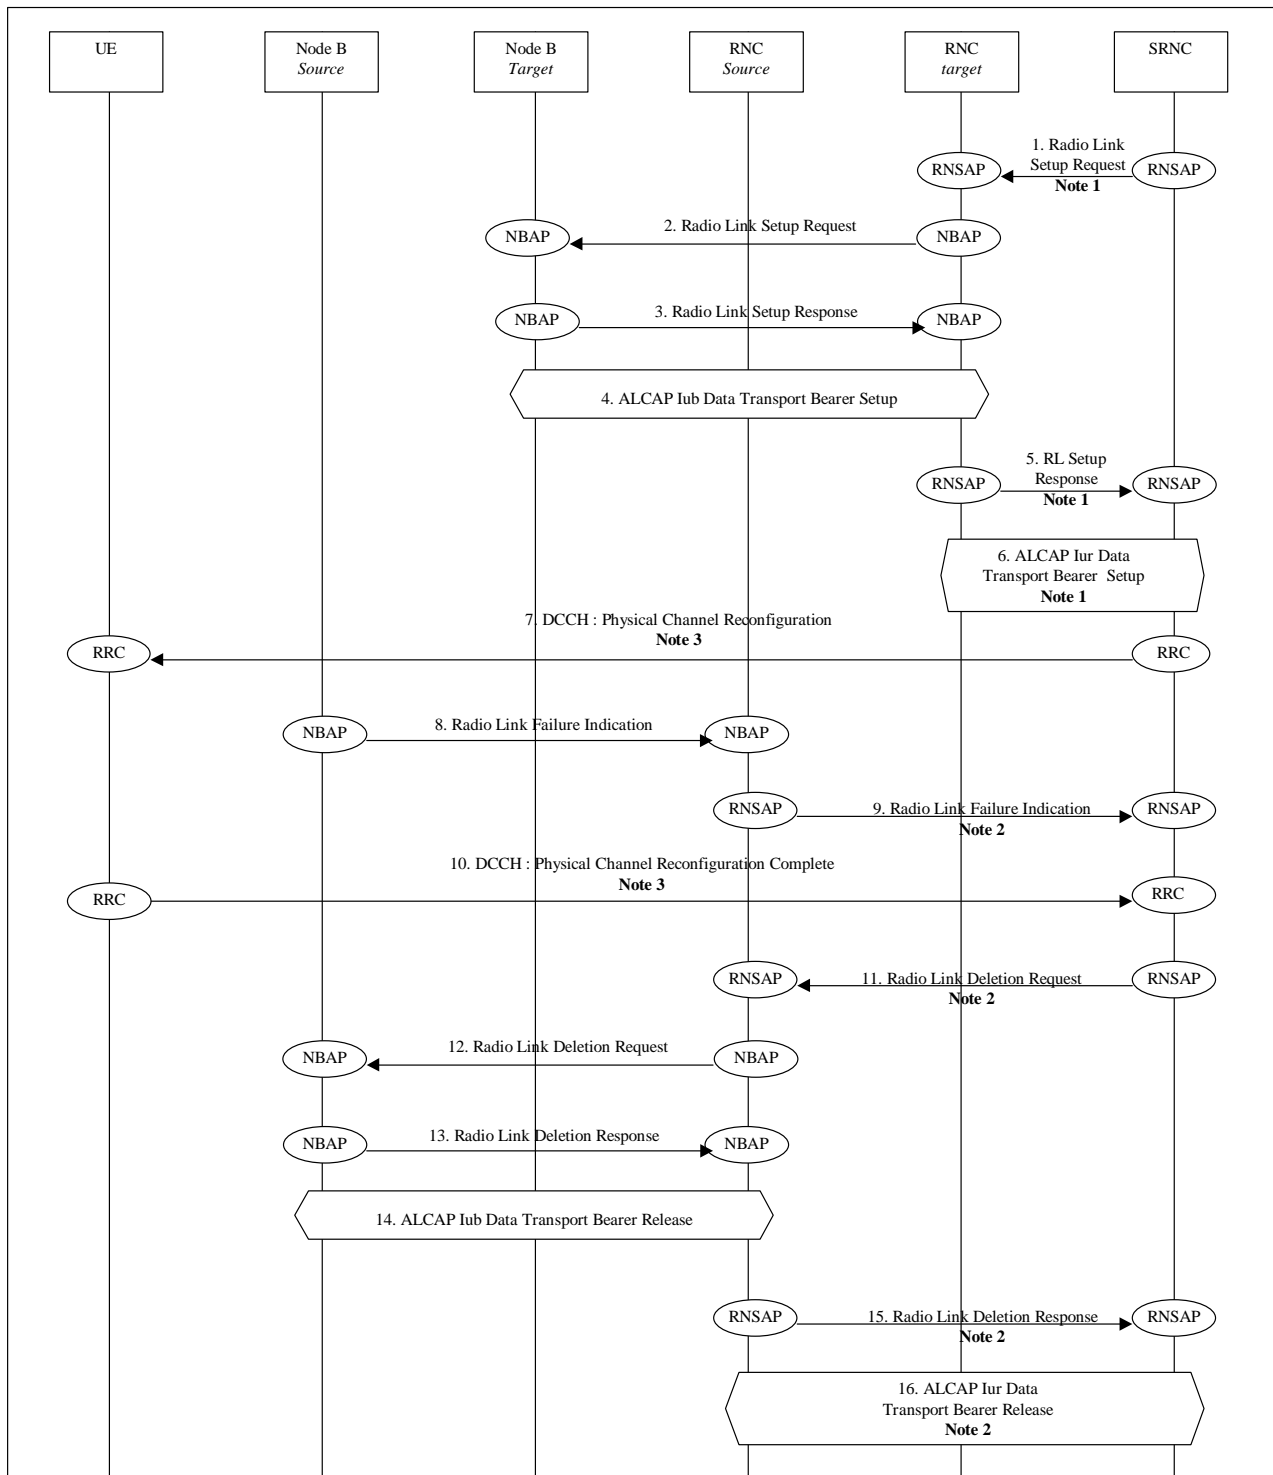 UE
Node B
Source
Node B
Target
RNC
Source
RNC
target
SRNC
1. Radio Link
Setup Request
Note 1
RNSAP
RNSAP
2. Radio Link Setup Request
NBAP
NBAP
3. Radio Link Setup Response
NBAP
NBAP
4. ALCAP Iub Data Transport Bearer Setup
5. RL Setup
Response
Note 1
RNSAP
RNSAP
6. ALCAP Iur Data
Transport Bearer Setup
Note 1
7. DCCH : Physical Channel Reconfiguration
Note 3
RRC
RRC
8. Radio Link Failure Indication
NBAP
NBAP
RNSAP
9. Radio Link Failure Indication
Note 2
RNSAP
10. DCCH : Physical Channel Reconfiguration Complete
Note 3
RRC
RRC
RNSAP
11. Radio Link Deletion Request
Note 2
RNSAP
12. Radio Link Deletion Request
NBAP
NBAP
13. Radio Link Deletion Response
NBAP
NBAP
14. ALCAP Iub Data Transport Bearer Release
RNSAP
15. Radio Link Deletion Response
Note 2
RNSAP
16. ALCAP Iur Data
Transport Bearer Release
Note 2